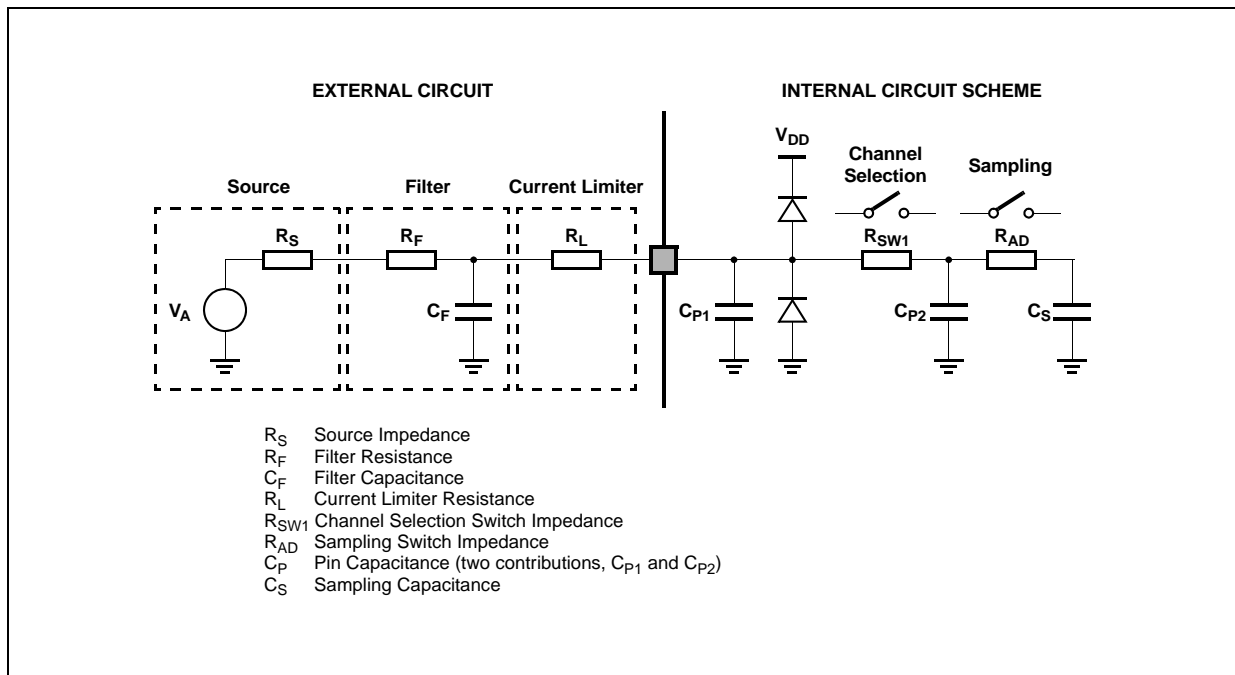 EXTERNAL CIRCUIT
INTERNAL CIRCUIT SCHEME
VDD
Channel
Selection
Sampling
Source
Filter
Current Limiter
RS
RF
RL
RSW1
RAD
VA
CF
CP1
CP2
CS
RS Source Impedance
RF Filter Resistance
CF Filter Capacitance
RL Current Limiter Resistance
RSW1 Channel Selection Switch Impedance
RAD Sampling Switch Impedance
CP Pin Capacitance (two contributions, CP1 and CP2)
CS Sampling Capacitance